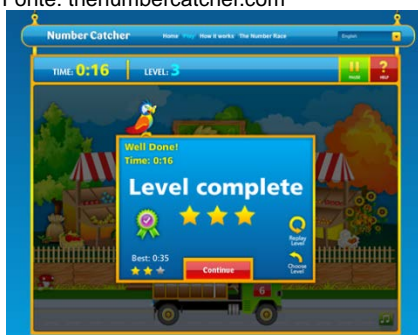 Fonte: thenumbercatcher.com
Number Catcher Home Play How it works The Number Race English
TIME: 0:16 LEVEL: 3 PAUSE ? HELP
Well Done!
Time: 0:16
Level complete
Replay Level
Best: 0:35
Continue
Choose Level
6